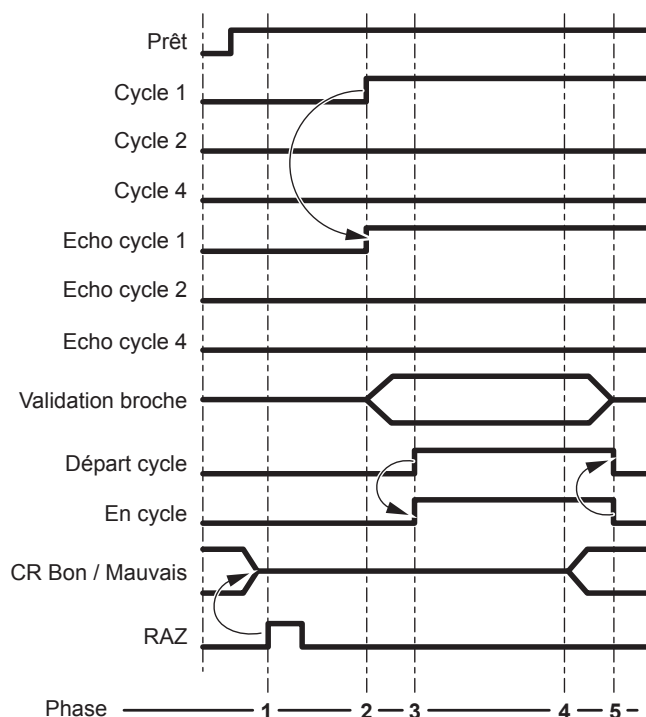 Prêt
Cycle 1
Cycle 2
Cycle 4
Echo cycle 1
Echo cycle 2
Echo cycle 4
Validation broche
Départ cycle
En cycle
CR Bon / Mauvais
RAZ
Phase 1 2 3 4 5